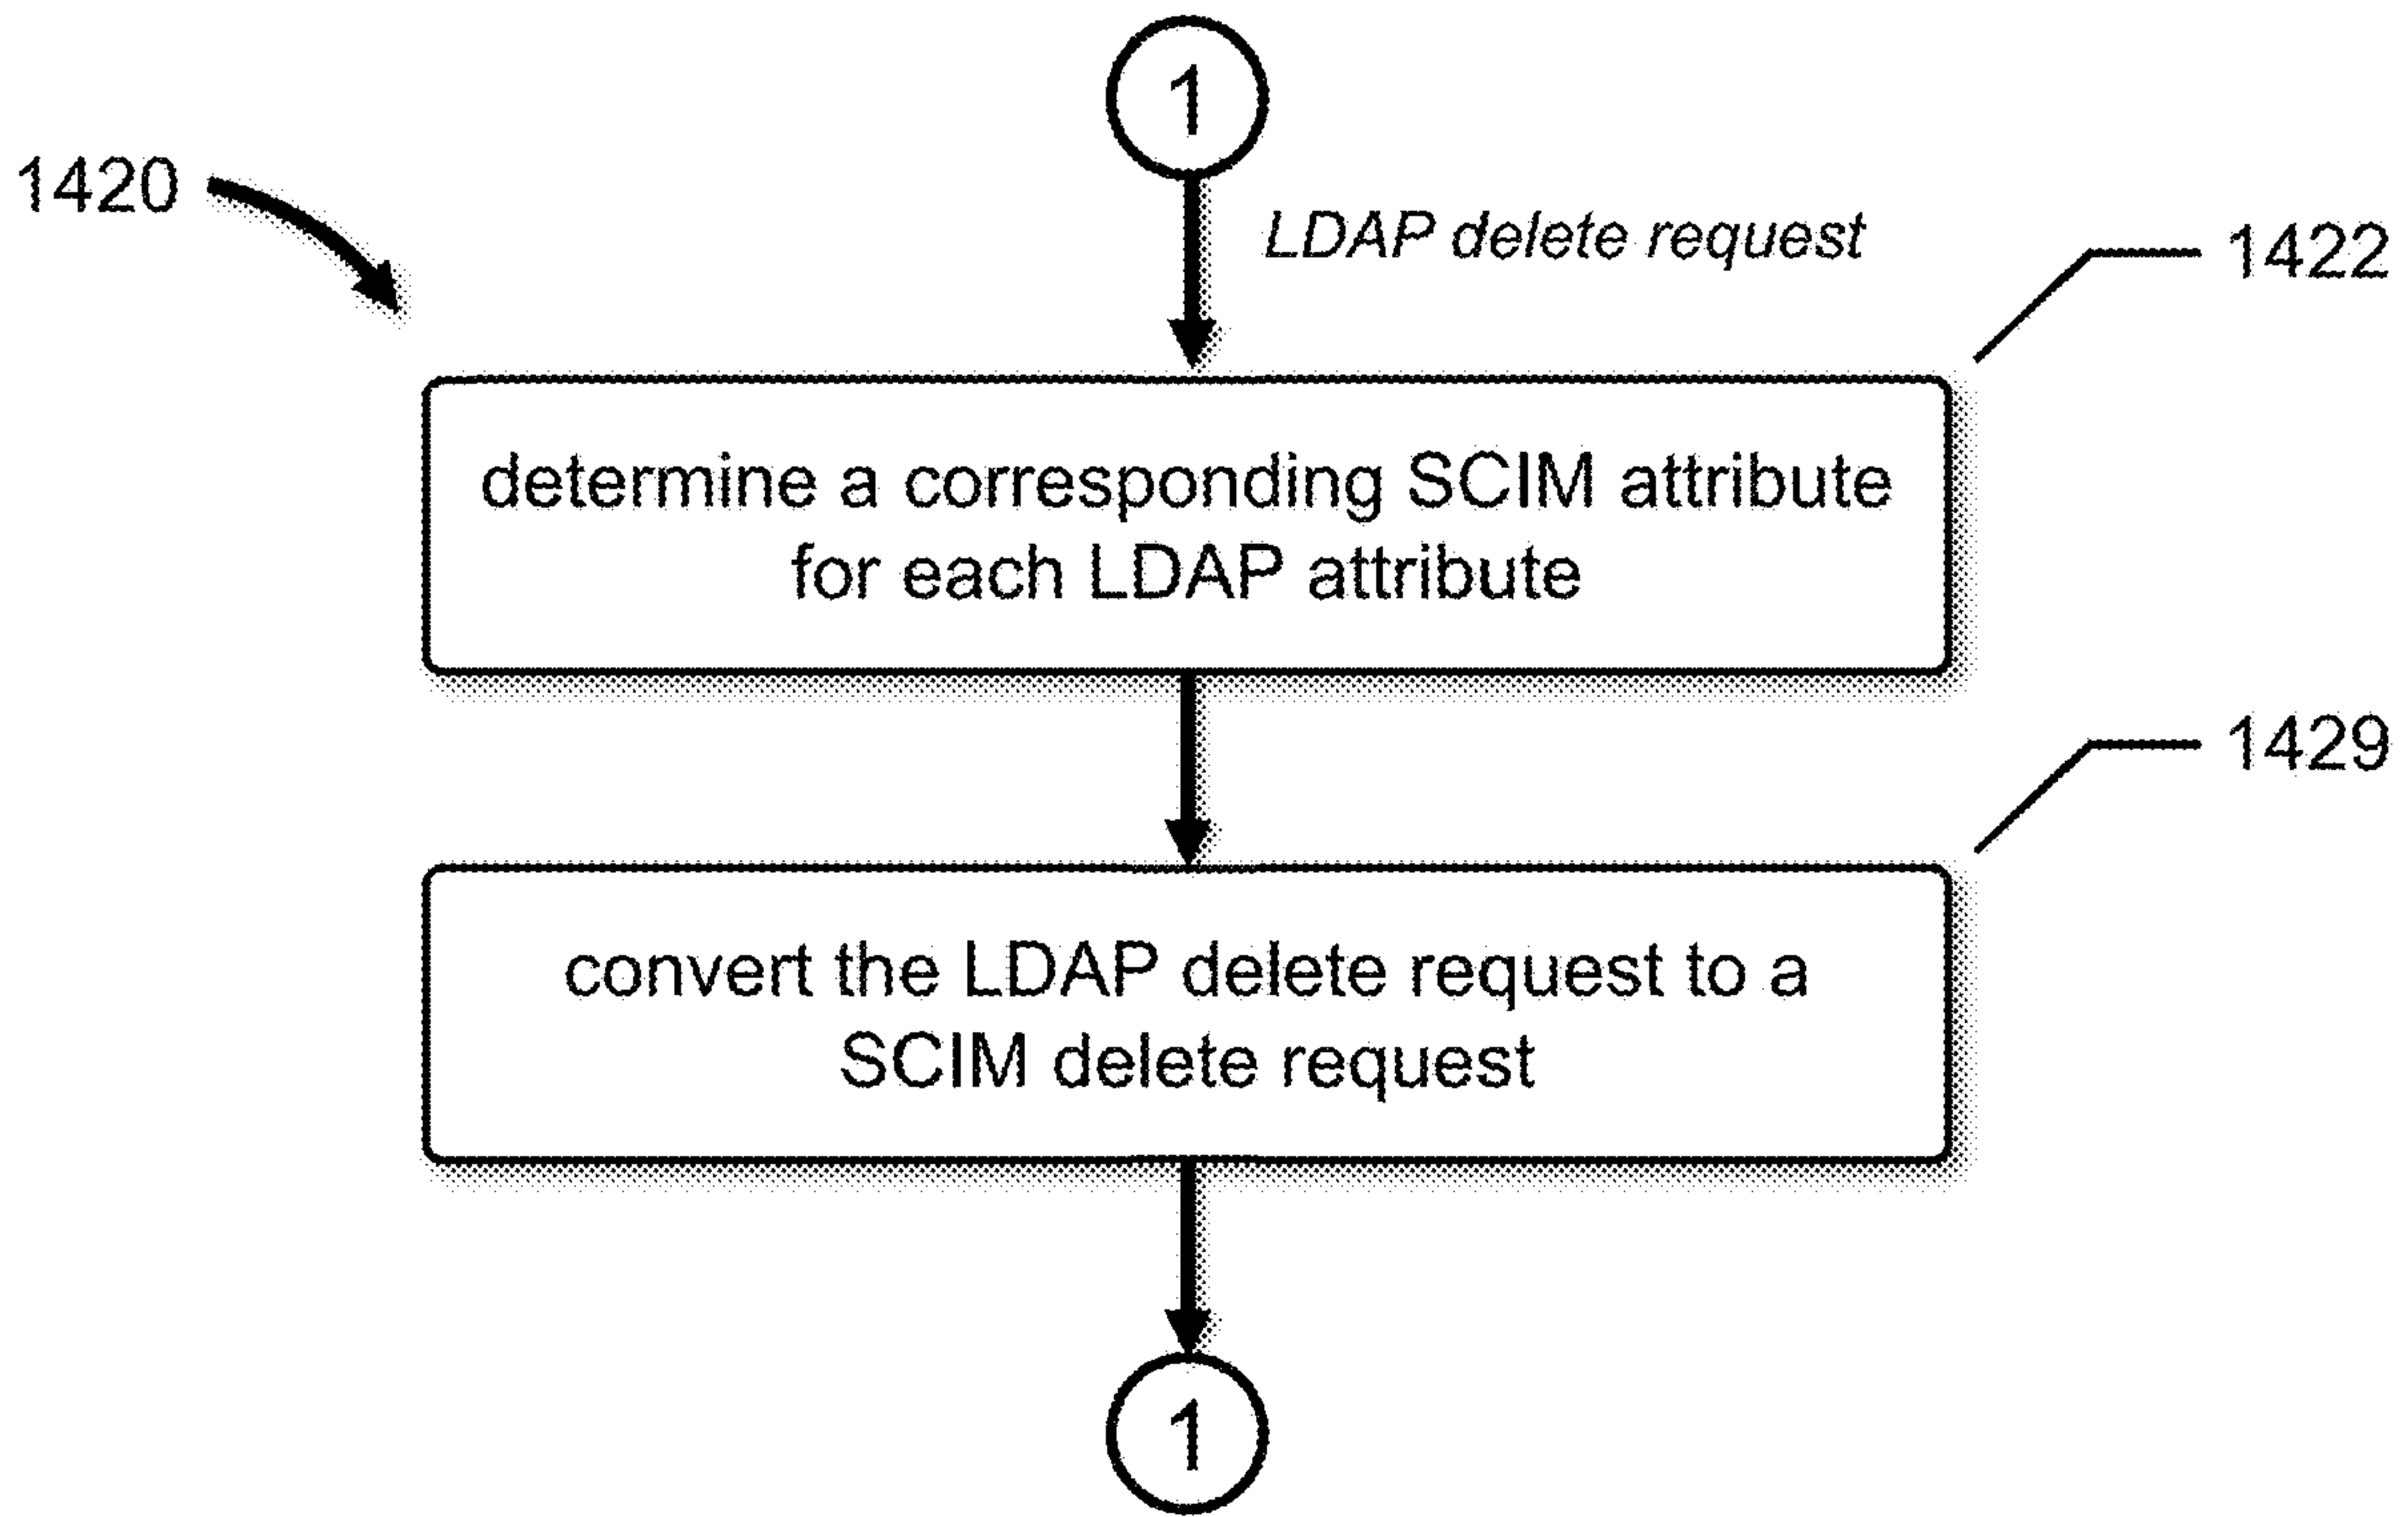 1
1420
LDAP delete request
1422
determine a corresponding SCIM attribute
for each LDAP attribute
1429
convert the LDAP delete request to a
SCIM delete request
1